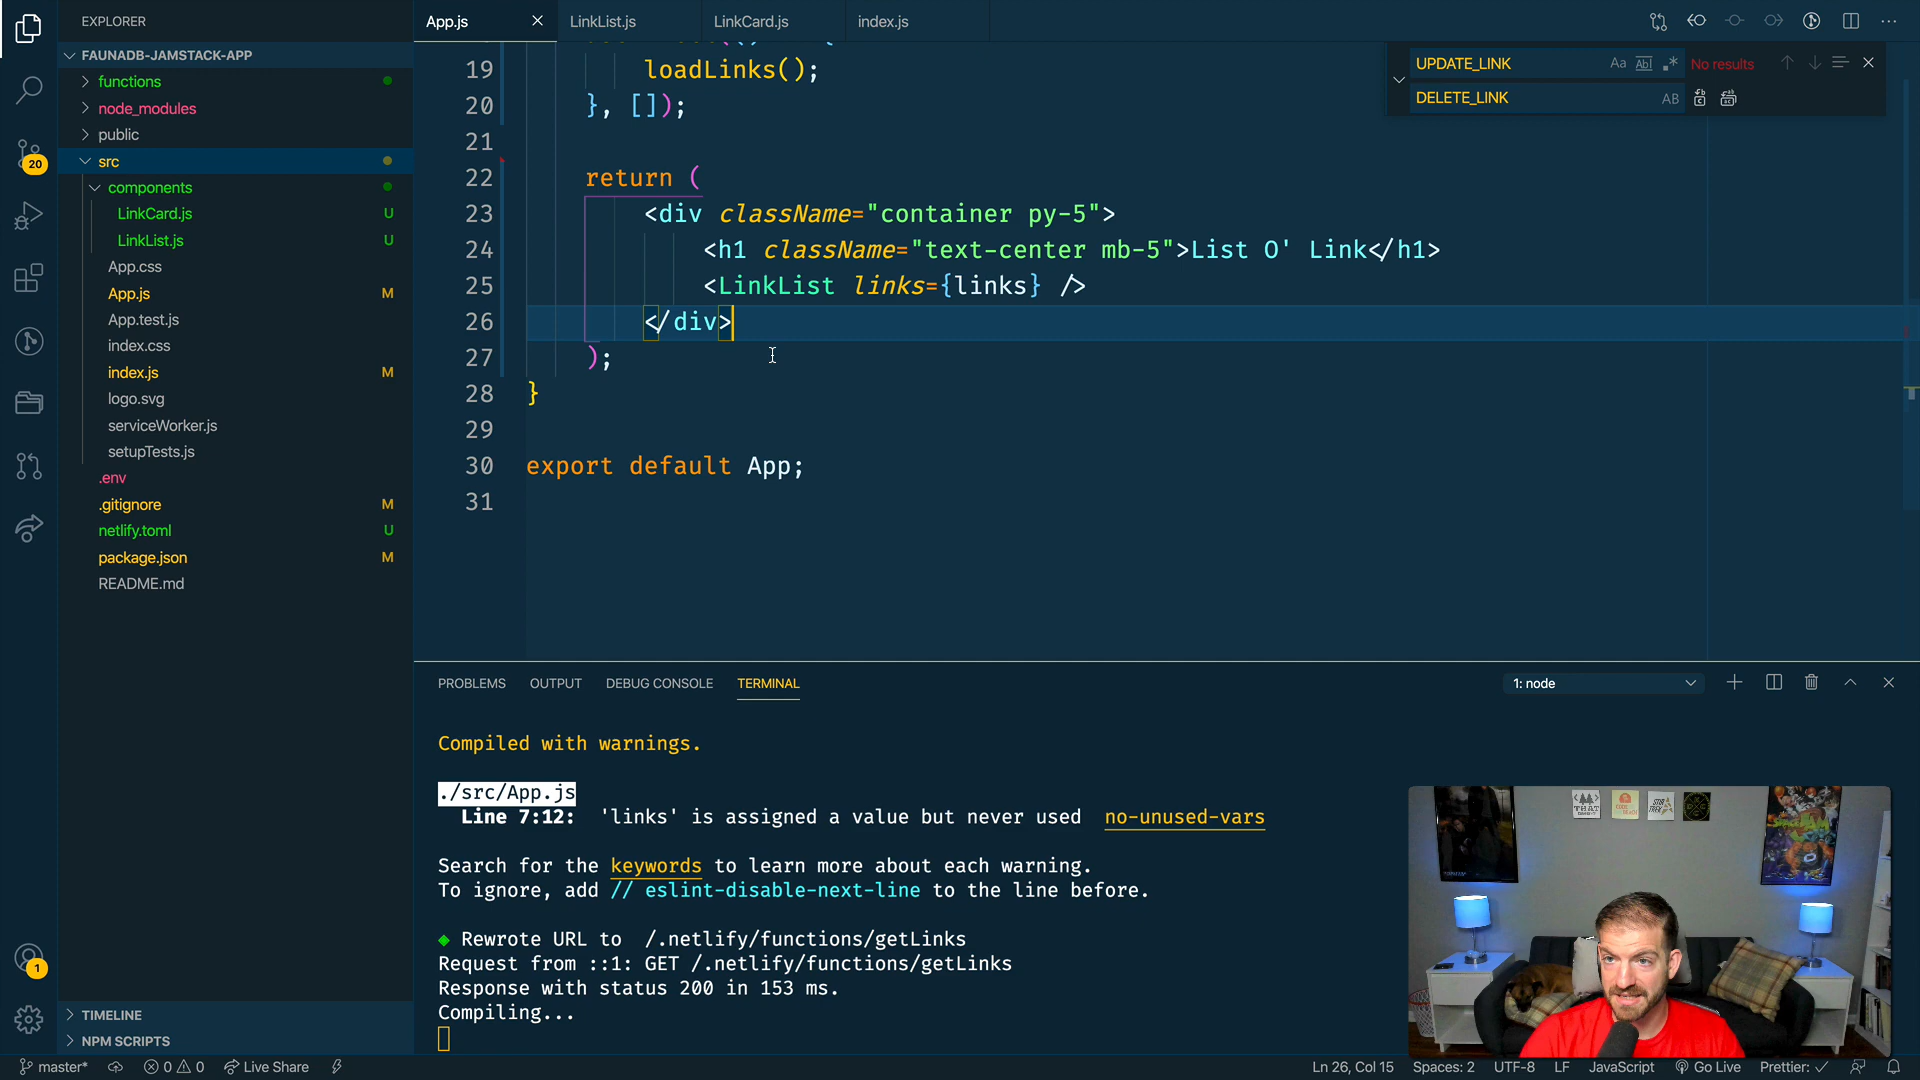 EXPLORER
FAUNADB-JAMSTACK-APP
functions
node_modules
public
src
components
LinkCard.js U
LinkList.js U
App.css
App.js M
App.test.js
index.css
index.js M
logo.svg
serviceWorker.js
setupTests.js
.env
.gitignore M
netlify.toml U
package.json M
README.md
TIMELINE
NPM SCRIPTS
20
1
App.js LinkList.js LinkCard.js index.js
UPDATE_LINK Aa Abl .* No results
DELETE_LINK AB
19 loadLinks();
20 }, []);
21
22 return (
23 <div className="container py-5">
24 <h1 className="text-center mb-5">List O' Link</h1>
25 <LinkList links={links} />
26 </div>
27 );
28 }
29
30 export default App;
31
PROBLEMS OUTPUT DEBUG CONSOLE TERMINAL 1: node
Compiled with warnings.
./src/App.js
Line 7:12: 'links' is assigned a value but never used no-unused-vars
Search for the keywords to learn more about each warning.
To ignore, add // eslint-disable-next-line to the line before.
Rewrote URL to /.netlify/functions/getLinks
Request from ::1: GET /.netlify/functions/getLinks
Response with status 200 in 153 ms.
Compiling...
master* 0 0 Live Share Ln 26, Col 15 Spaces: 2 UTF-8 LF JavaScript Go Live Prettier: